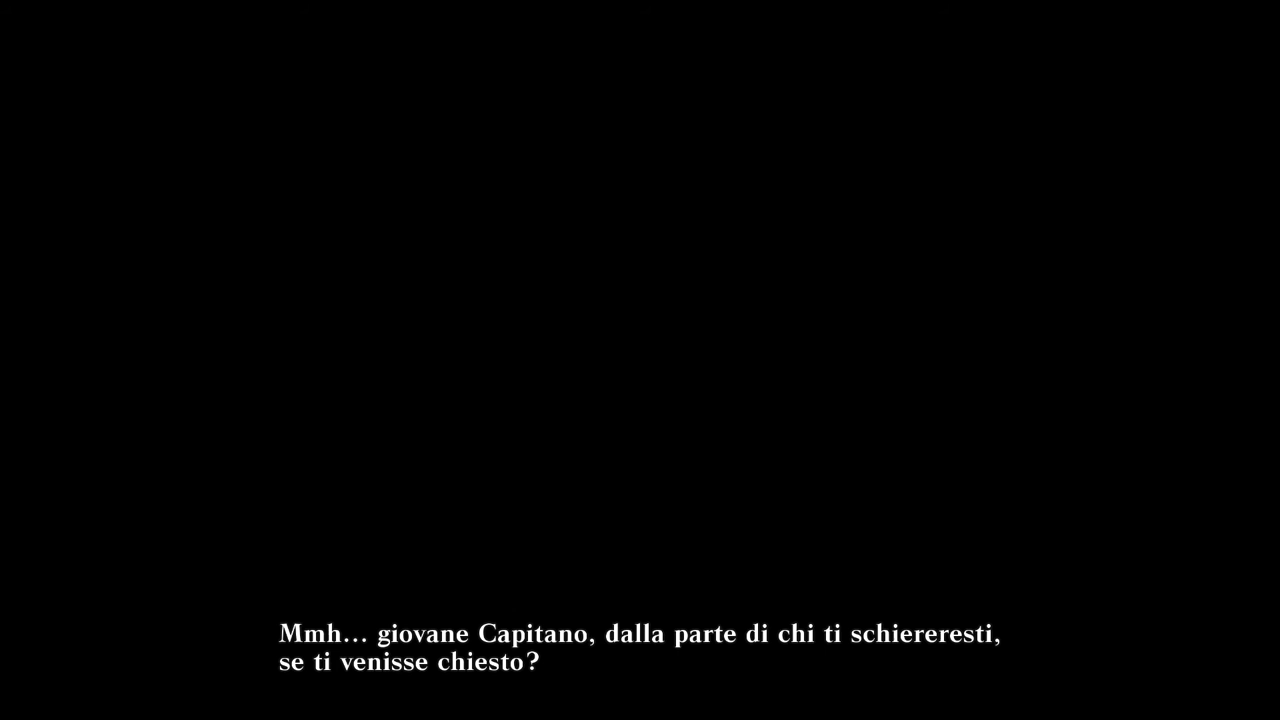 Mmh... giovane Capitano, dalla parte di chi ti schiereresti,
se ti venisse chiesto?